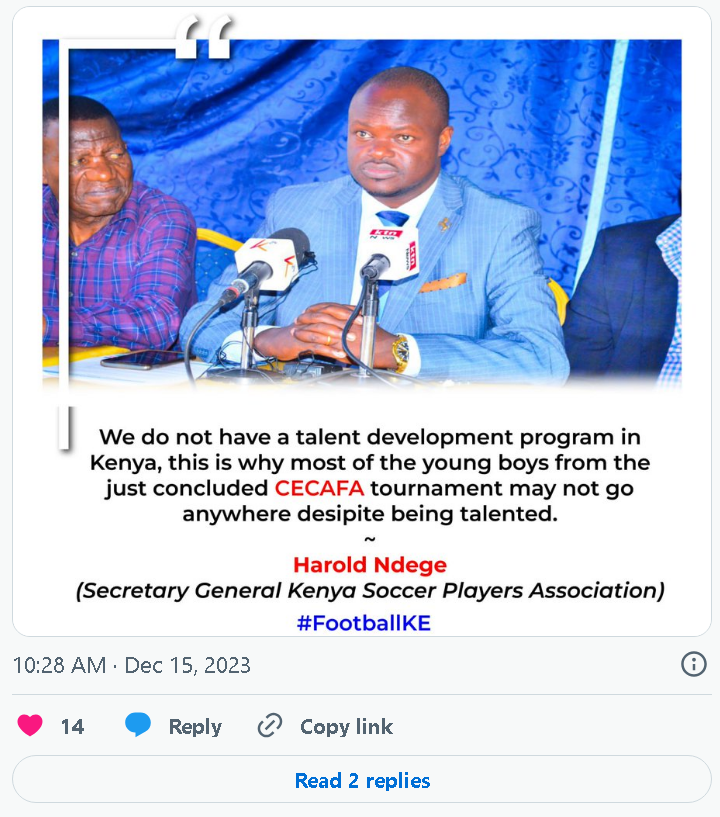 ktn
NEWS
We do not have a talent development program in
Kenya, this is why most of the young boys from the
just concluded CECAFA tournament may not go
anywhere desipite being talented.
~
Harold Ndege
(Secretary General Kenya Soccer Players Association)
#FootballKE
10:28 AM · Dec 15, 2023
14 Reply Copy link
Read 2 replies